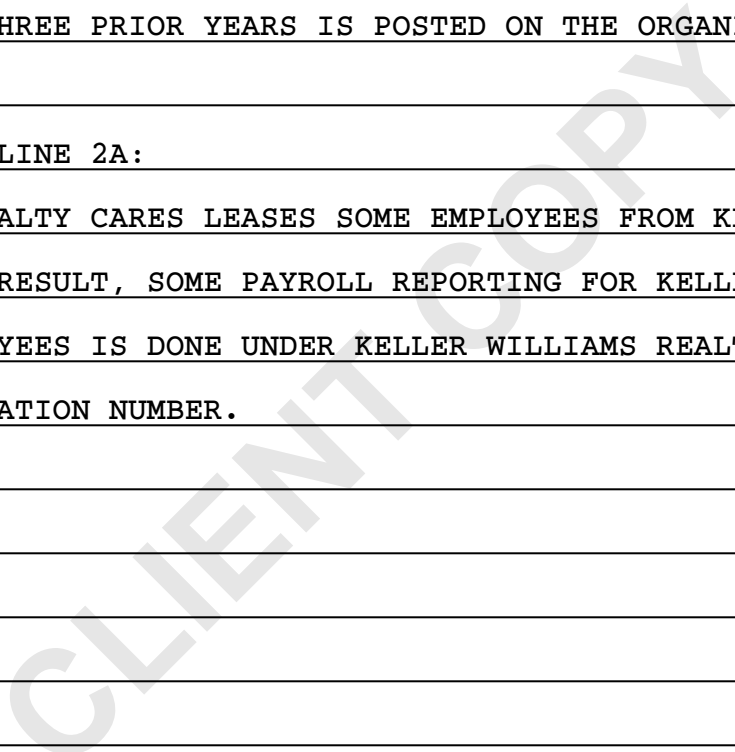 HREE PRIOR YEARS IS POSTED ON THE ORGAN
LINE 2A:
ALTY CARES LEASES SOME EMPLOYEES FROM K
RESULT, SOME PAYROLL REPORTING FOR KELL
YEES IS DONE UNDER KELLER WILLIAMS REAL
ATION NUMBER.
CLIENT COPY